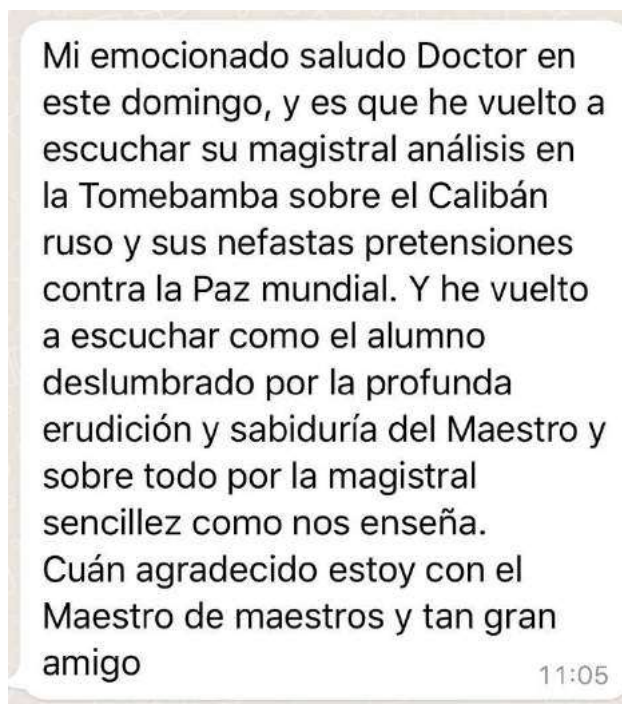 Mi emocionado saludo Doctor en
este domingo, y es que he vuelto a
escuchar su magistral análisis en
la Tomebamba sobre el Calibán
ruso y sus nefastas pretensiones
contra la Paz mundial. Y he vuelto
a escuchar como el alumno
deslumbrado por la profunda
erudición y sabiduría del Maestro y
sobre todo por la magistral
sencillez como nos enseña.
Cuán agradecido estoy con el
Maestro de maestros y tan gran
amigo
11:05